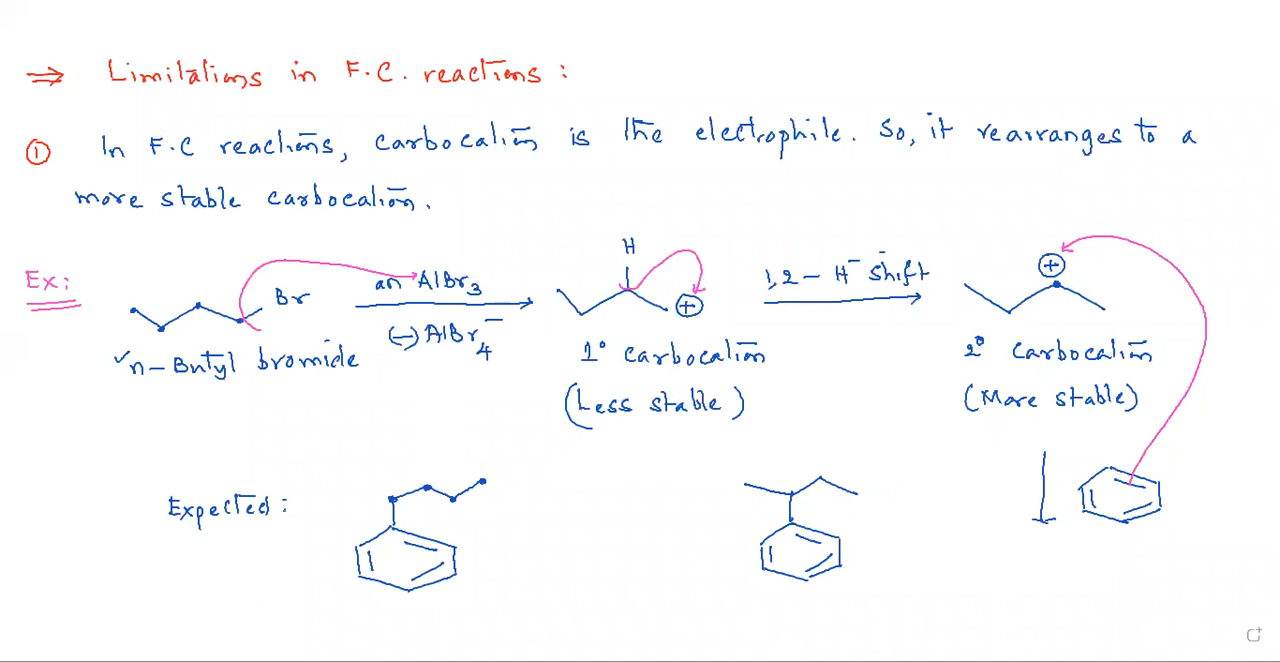 ⇒ Limitations in F.C. reactions :
① In F.C reactions, carbocation is the electrophile. So, it rearranges to a
more stable carbocation.
Ex:
Br
an AlBr3
(-) AlBr4⁻
H
⊕
1,2 - H⁻ shift
⊕
✓n-Butyl bromide
1° carbocation
(Less stable)
2° carbocation
(More stable)
Expected :